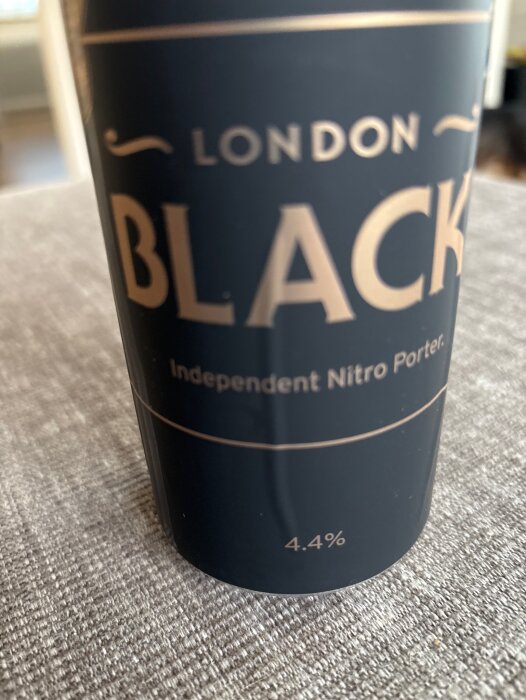 LONDON
BLACK
Independent Nitro Porter.
4.4%